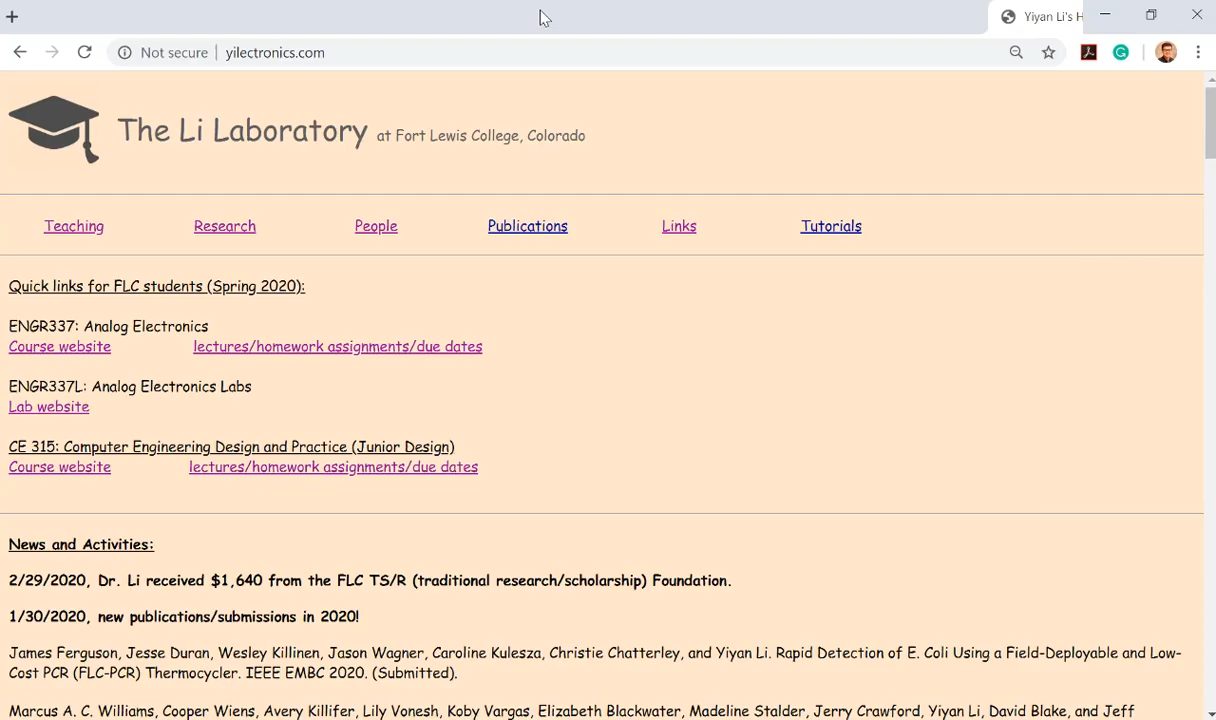 Yiyan Li's H
Not secure | yilectronics.com
The Li Laboratory at Fort Lewis College, Colorado
Teaching Research People Publications Links Tutorials
Quick links for FLC students (Spring 2020):
ENGR337: Analog Electronics
Course website lectures/homework assignments/due dates
ENGR337L: Analog Electronics Labs
Lab website
CE 315: Computer Engineering Design and Practice (Junior Design)
Course website lectures/homework assignments/due dates
News and Activities:
2/29/2020, Dr. Li received $1,640 from the FLC TS/R (traditional research/scholarship) Foundation.
1/30/2020, new publications/submissions in 2020!
James Ferguson, Jesse Duran, Wesley Killinen, Jason Wagner, Caroline Kulesza, Christie Chatterley, and Yiyan Li. Rapid Detection of E. Coli Using a Field-Deployable and Low-
Cost PCR (FLC-PCR) Thermocycler. IEEE EMBC 2020. (Submitted).
Marcus A. C. Williams, Cooper Wiens, Avery Killifer, Lily Vonesh, Koby Vargas, Elizabeth Blackwater, Madeline Stalder, Jerry Crawford, Yiyan Li, David Blake, and Jeff